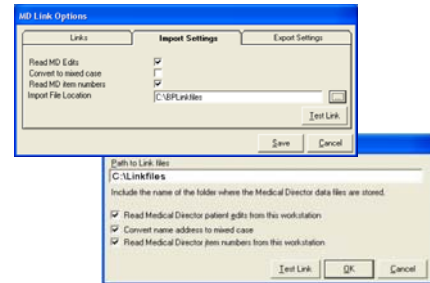 MD Link Options
Links Import Settings Export Settings
Read MD Edits
Convert to mixed case
Read MD item numbers
Import File Location C:\BPLinkfiles
Test Link
Save Cancel
Path to Link files
C:\Linkfiles
Include the name of the folder where the Medical Director data files are stored.
Read Medical Director patient edits from this workstation
Convert name address to mixed case
Read Medical Director item numbers from this workstation
Test Link OK Cancel